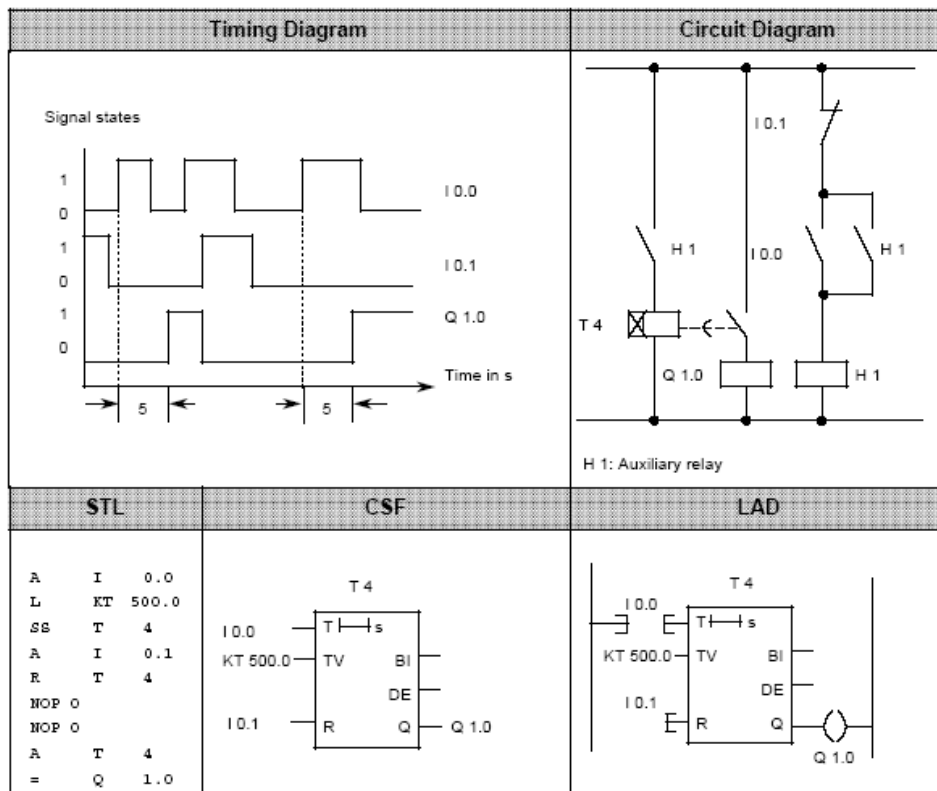 Timing Diagram
Circuit Diagram
Signal states
1
0
I 0.0
1
0
I 0.1
1
0
Q 1.0
Time in s
5
5
I 0.1
H 1
I 0.0
H 1
T 4
Q 1.0
H 1
H 1: Auxiliary relay
STL
CSF
LAD
A I 0.0
L KT 500.0
SS T 4
A I 0.1
R T 4
NOP 0
NOP 0
A T 4
= Q 1.0
T 4
I 0.0
T s
KT 500.0
TV
BI
DE
I 0.1
R
Q
Q 1.0
T 4
I 0.0
T s
KT 500.0
TV
BI
DE
I 0.1
R
Q
Q 1.0